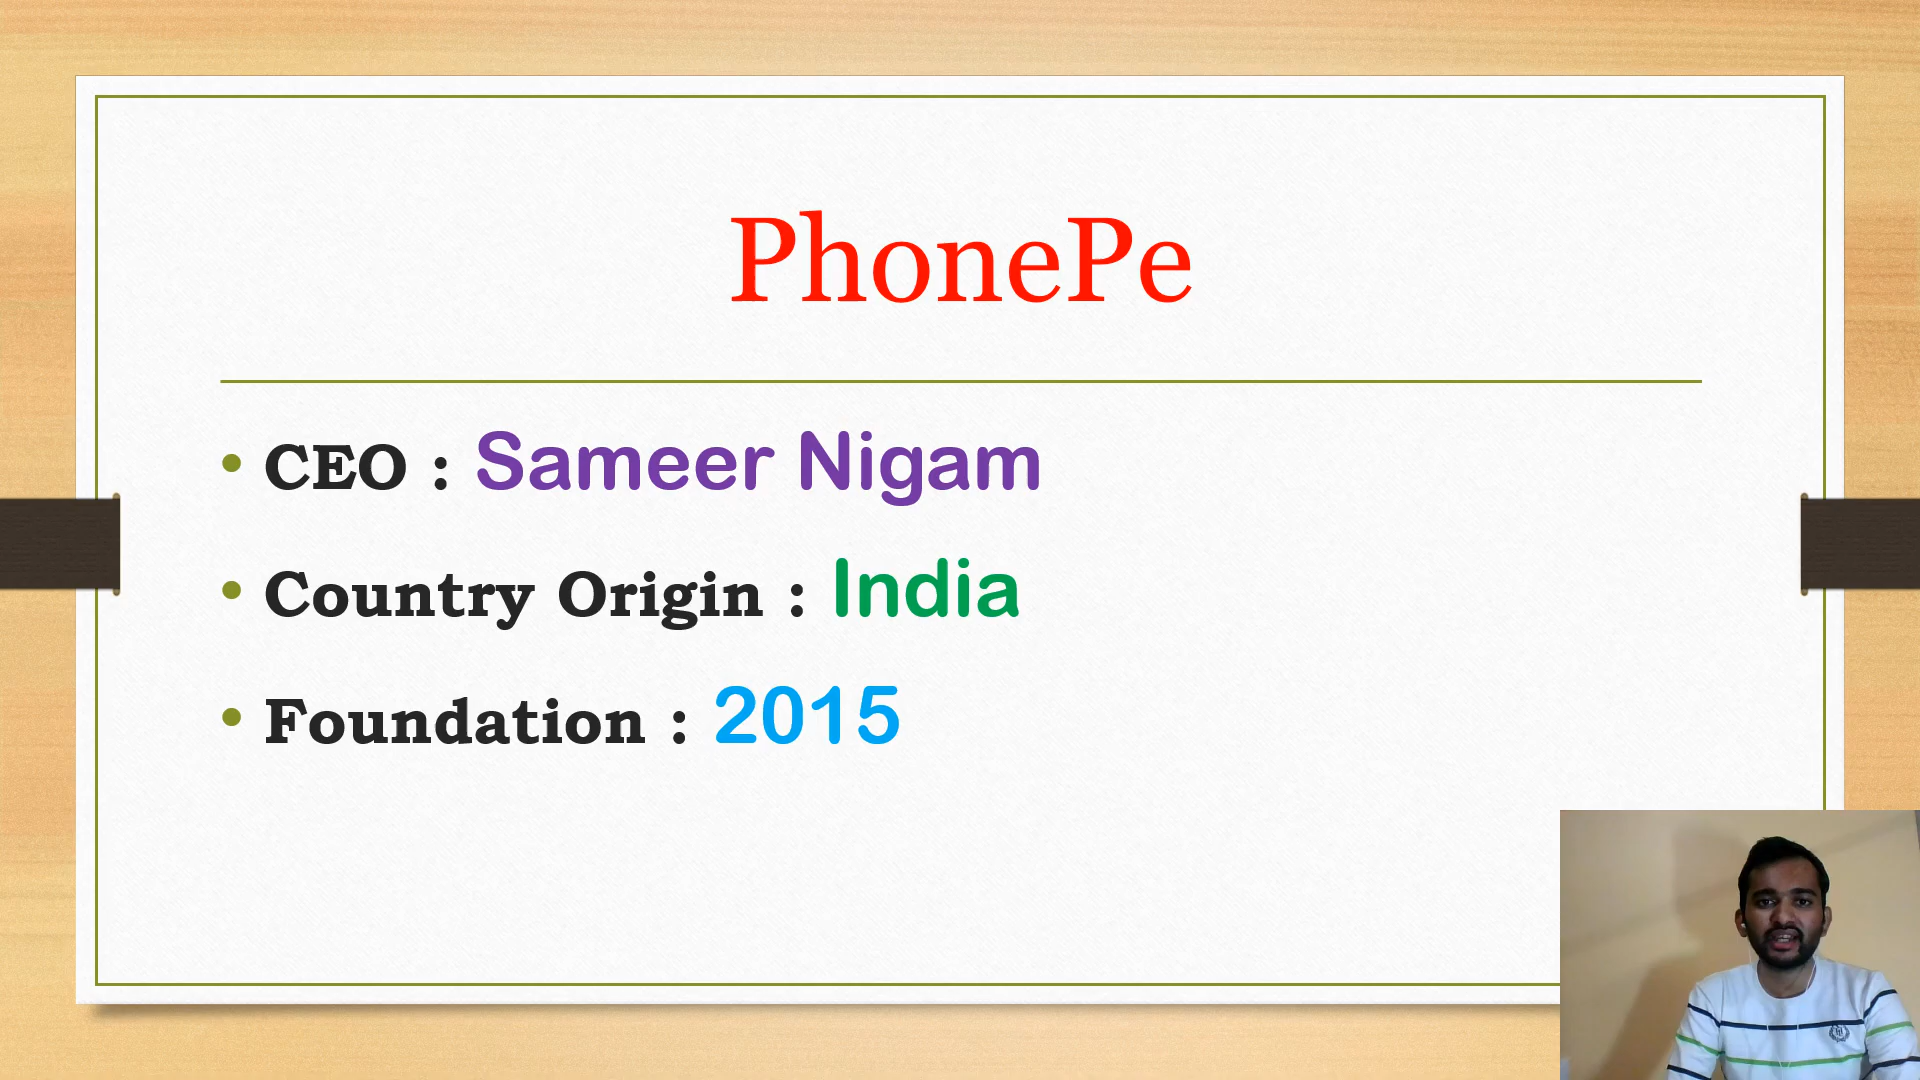 PhonePe
• CEO : Sameer Nigam
• Country Origin : India
• Foundation : 2015